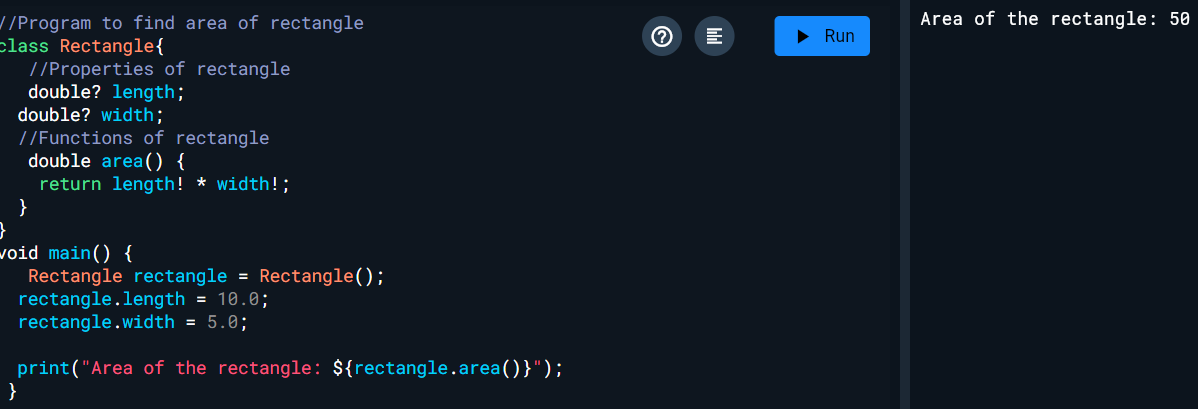 //Program to find area of rectangle
class Rectangle{
//Properties of rectangle
double? length;
double? width;
//Functions of rectangle
double area() {
return length! * width!;
}
}
void main() {
Rectangle rectangle = Rectangle();
rectangle.length = 10.0;
rectangle.width = 5.0;
print("Area of the rectangle: ${rectangle.area()}");
}
Run
Area of the rectangle: 50